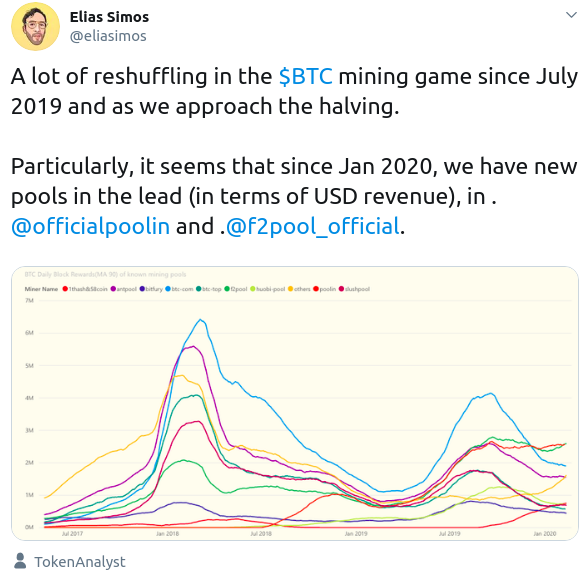 Elias Simos
@eliasimos
A lot of reshuffling in the $BTC mining game since July
2019 and as we approach the halving.
Particularly, it seems that since Jan 2020, we have new
pools in the lead (in terms of USD revenue), in .
@officialpoolin and .@f2pool_official.
BTC Daily Block Rewards(MA 30) of known mining pools
Miner Name 1thash&58coin antpool bitfury btc-com btc-top f2pool huobi-pool others poolin slushpool
7M
6M
5M
4M
3M
2M
1M
0M
Jul 2017 Jan 2018 Jul 2018 Jan 2019 Jul 2019 Jan 2020
TokenAnalyst